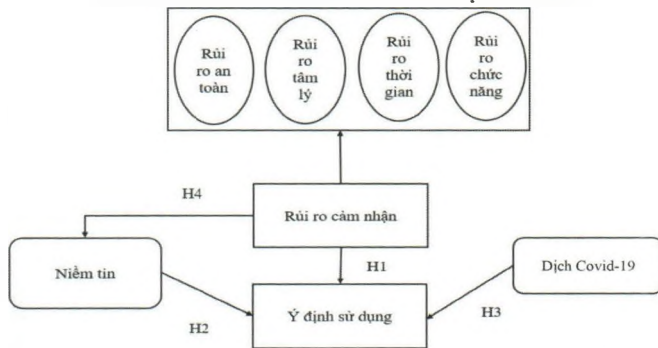 Rủi
ro an
toàn
Rủi
ro
tâm
lý
Rủi
ro
thời
gian
Rủi
ro
chức
năng
H4
Rủi ro cảm nhận
Niềm tin
H1
Dịch Covid-19
H2
Ý định sử dụng
H3